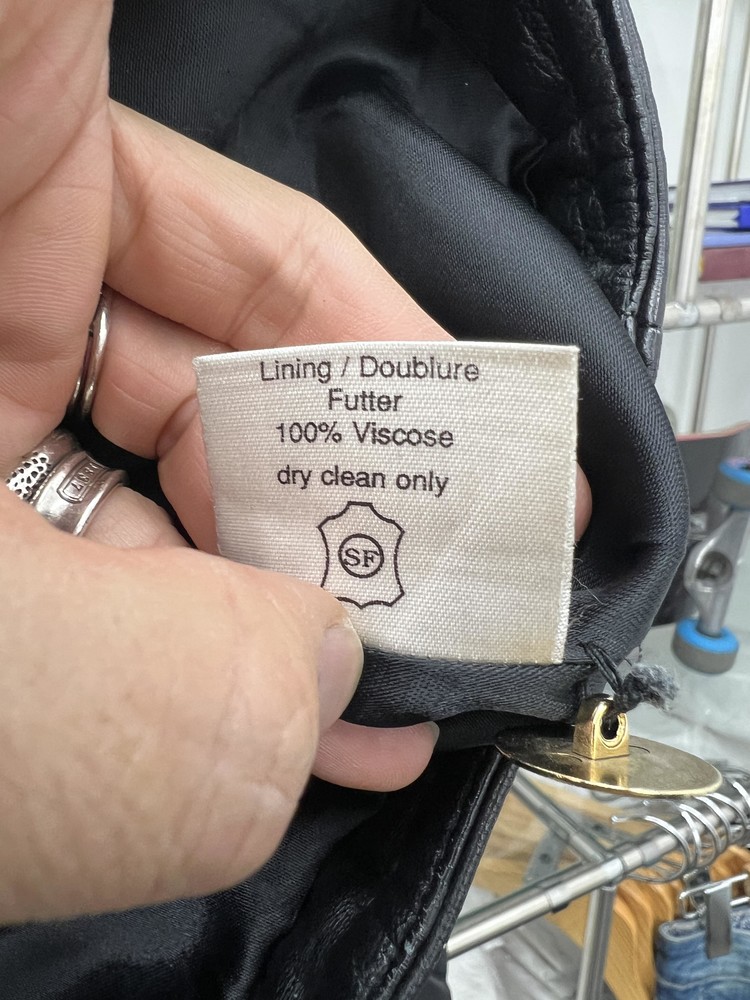 Lining / Doublure
Futter
100% Viscose
dry clean only
SF